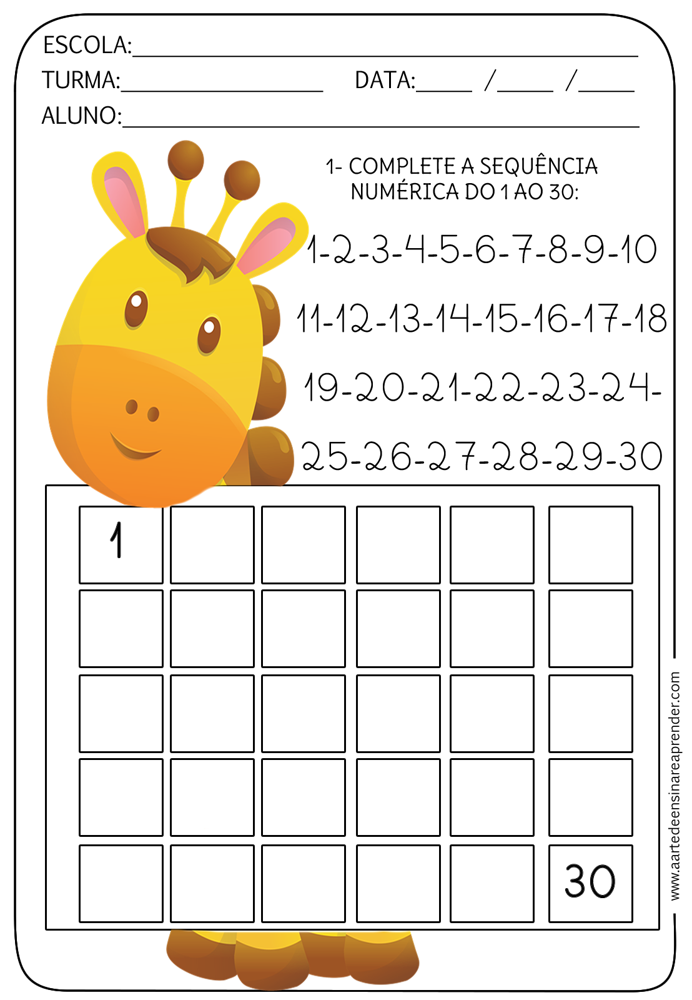 ESCOLA:
TURMA: DATA: / /
ALUNO:
1- COMPLETE A SEQUÊNCIA
NUMÉRICA DO 1 AO 30:
1-2-3-4-5-6-7-8-9-10
11-12-13-14-15-16-17-18
19-20-21-22-23-24-
25-26-27-28-29-30
1
30
www.aartedeensinareaprender.com